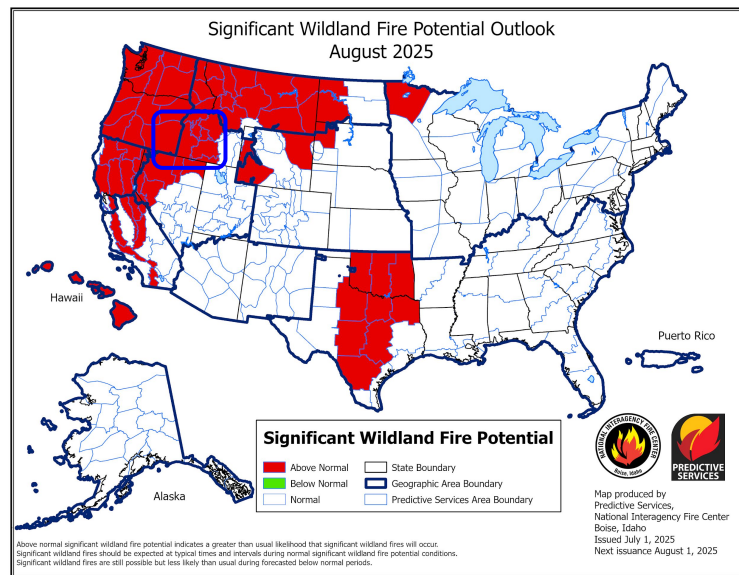 Significant Wildland Fire Potential Outlook
August 2025
Hawaii
Puerto Rico
Alaska
Significant Wildland Fire Potential
Above Normal
Below Normal
Normal
State Boundary
Geographic Area Boundary
Predictive Services Area Boundary
NATIONAL INTERAGENCY FIRE CENTER
Boise, Idaho
PREDICTIVE
SERVICES
Map produced by
Predictive Services,
National Interagency Fire Center
Boise, Idaho
Issued July 1, 2025
Next issuance August 1, 2025
Above normal significant wildland fire potential indicates a greater than usual likelihood that significant wildland fires will occur.
Significant wildland fires should be expected at typical times and intervals during normal significant wildland fire potential conditions.
Significant wildland fires are still possible but less likely than usual during forecasted below normal periods.